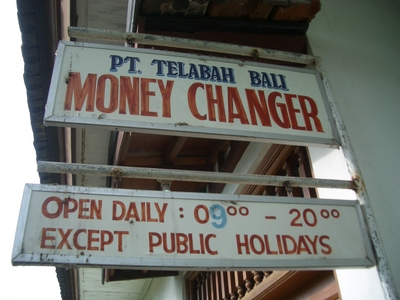 PT. TELABAH BALI
MONEY CHANGER
OPEN DAILY : 09⁰⁰ - 20⁰⁰
EXCEPT PUBLIC HOLIDAYS